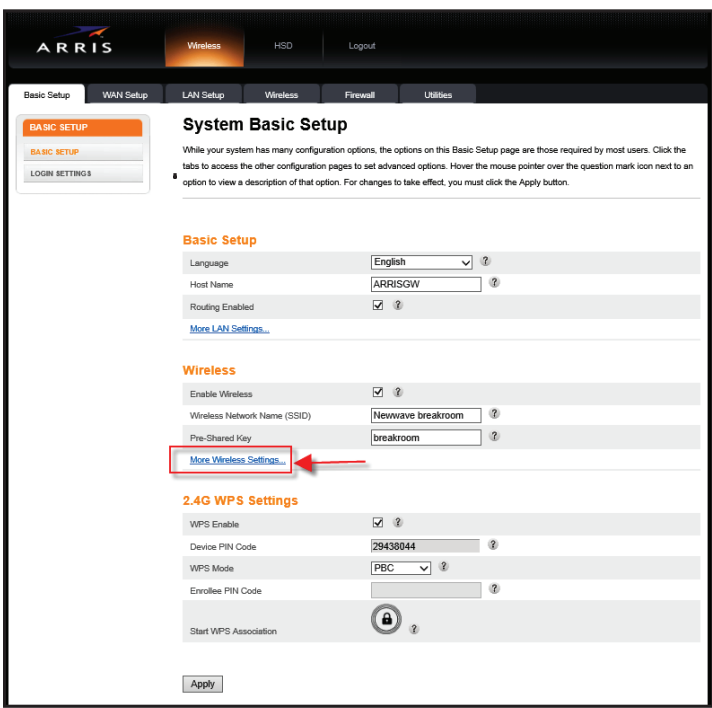 ARRIS
Wireless HSD Logout
Basic Setup WAN Setup LAN Setup Wireless Firewall Utilities
BASIC SETUP
BASIC SETUP
LOGIN SETTINGS
System Basic Setup
While your system has many configuration options, the options on this Basic Setup page are those required by most users. Click the
tabs to access the other configuration pages to set advanced options. Hover the mouse pointer over the question mark icon next to an
option to view a description of that option. For changes to take effect, you must click the Apply button.
Basic Setup
Language English ?
Host Name ARRISGW ?
Routing Enabled ?
More LAN Settings...
Wireless
Enable Wireless ?
Wireless Network Name (SSID) Newwave breakroom ?
Pre-Shared Key breakroom ?
More Wireless Settings...
2.4G WPS Settings
WPS Enable ?
Device PIN Code 29438044 ?
WPS Mode PBC ?
Enrollee PIN Code ?
Start WPS Association ?
Apply